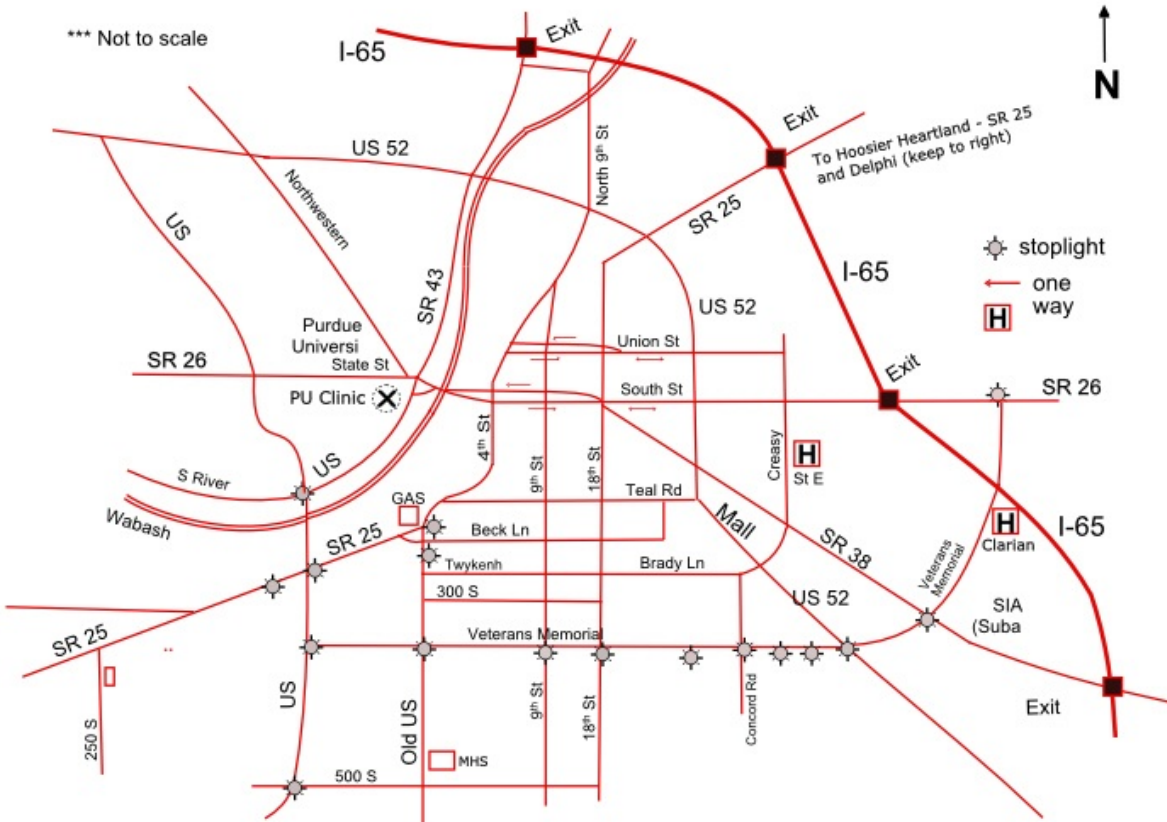 *** Not to scale
I-65
Exit
N
Exit
To Hoosier Heartland - SR 25
and Delphi (keep to right)
US 52
North 9th St
Northwestern
US
SR 25
I-65
stoplight
one
way
H
SR 43
US 52
Purdue
Universi
State St
Union St
SR 26
Exit
SR 26
PU Clinic
South St
4th St
9th St
18th St
Creasy
H
St E
S River
US
Teal Rd
GAS
Wabash
Mall
H
Clarian
I-65
SR 25
Beck Ln
SR 38
Veterans
Memorial
Twykenh
Brady Ln
300 S
US 52
SIA
(Suba
SR 25
Veterans Memorial
US
Old US
9th St
18th St
Concord Rd
Exit
250 S
MHS
500 S